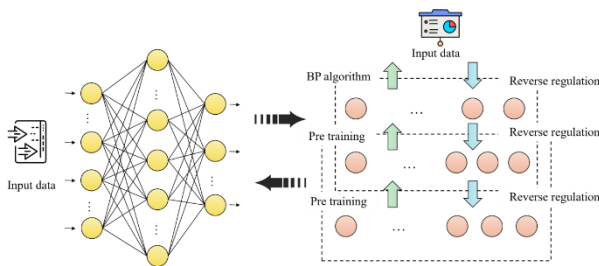 Input data
Input data
BP algorithm
Reverse regulation
...
Pre training
Reverse regulation
...
Pre training
Reverse regulation
...